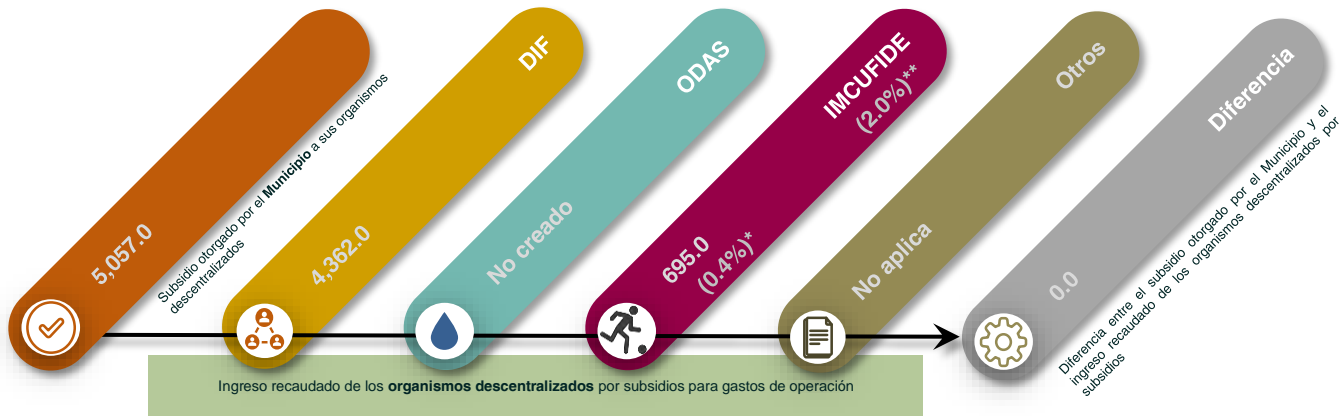 5,057.0
Subsidio otorgado por el Municipio a sus organismos
descentralizados
DIF
4,362.0
ODAS
No creado
IMCUFIDE
(2.0%)**
695.0
(0.4%)*
Otros
No aplica
Diferencia
0.0
Diferencia entre el subsidio otorgado por el Municipio y el
ingreso recaudado de los organismos descentralizados por
subsidios
Ingreso recaudado de los organismos descentralizados por subsidios para gastos de operación